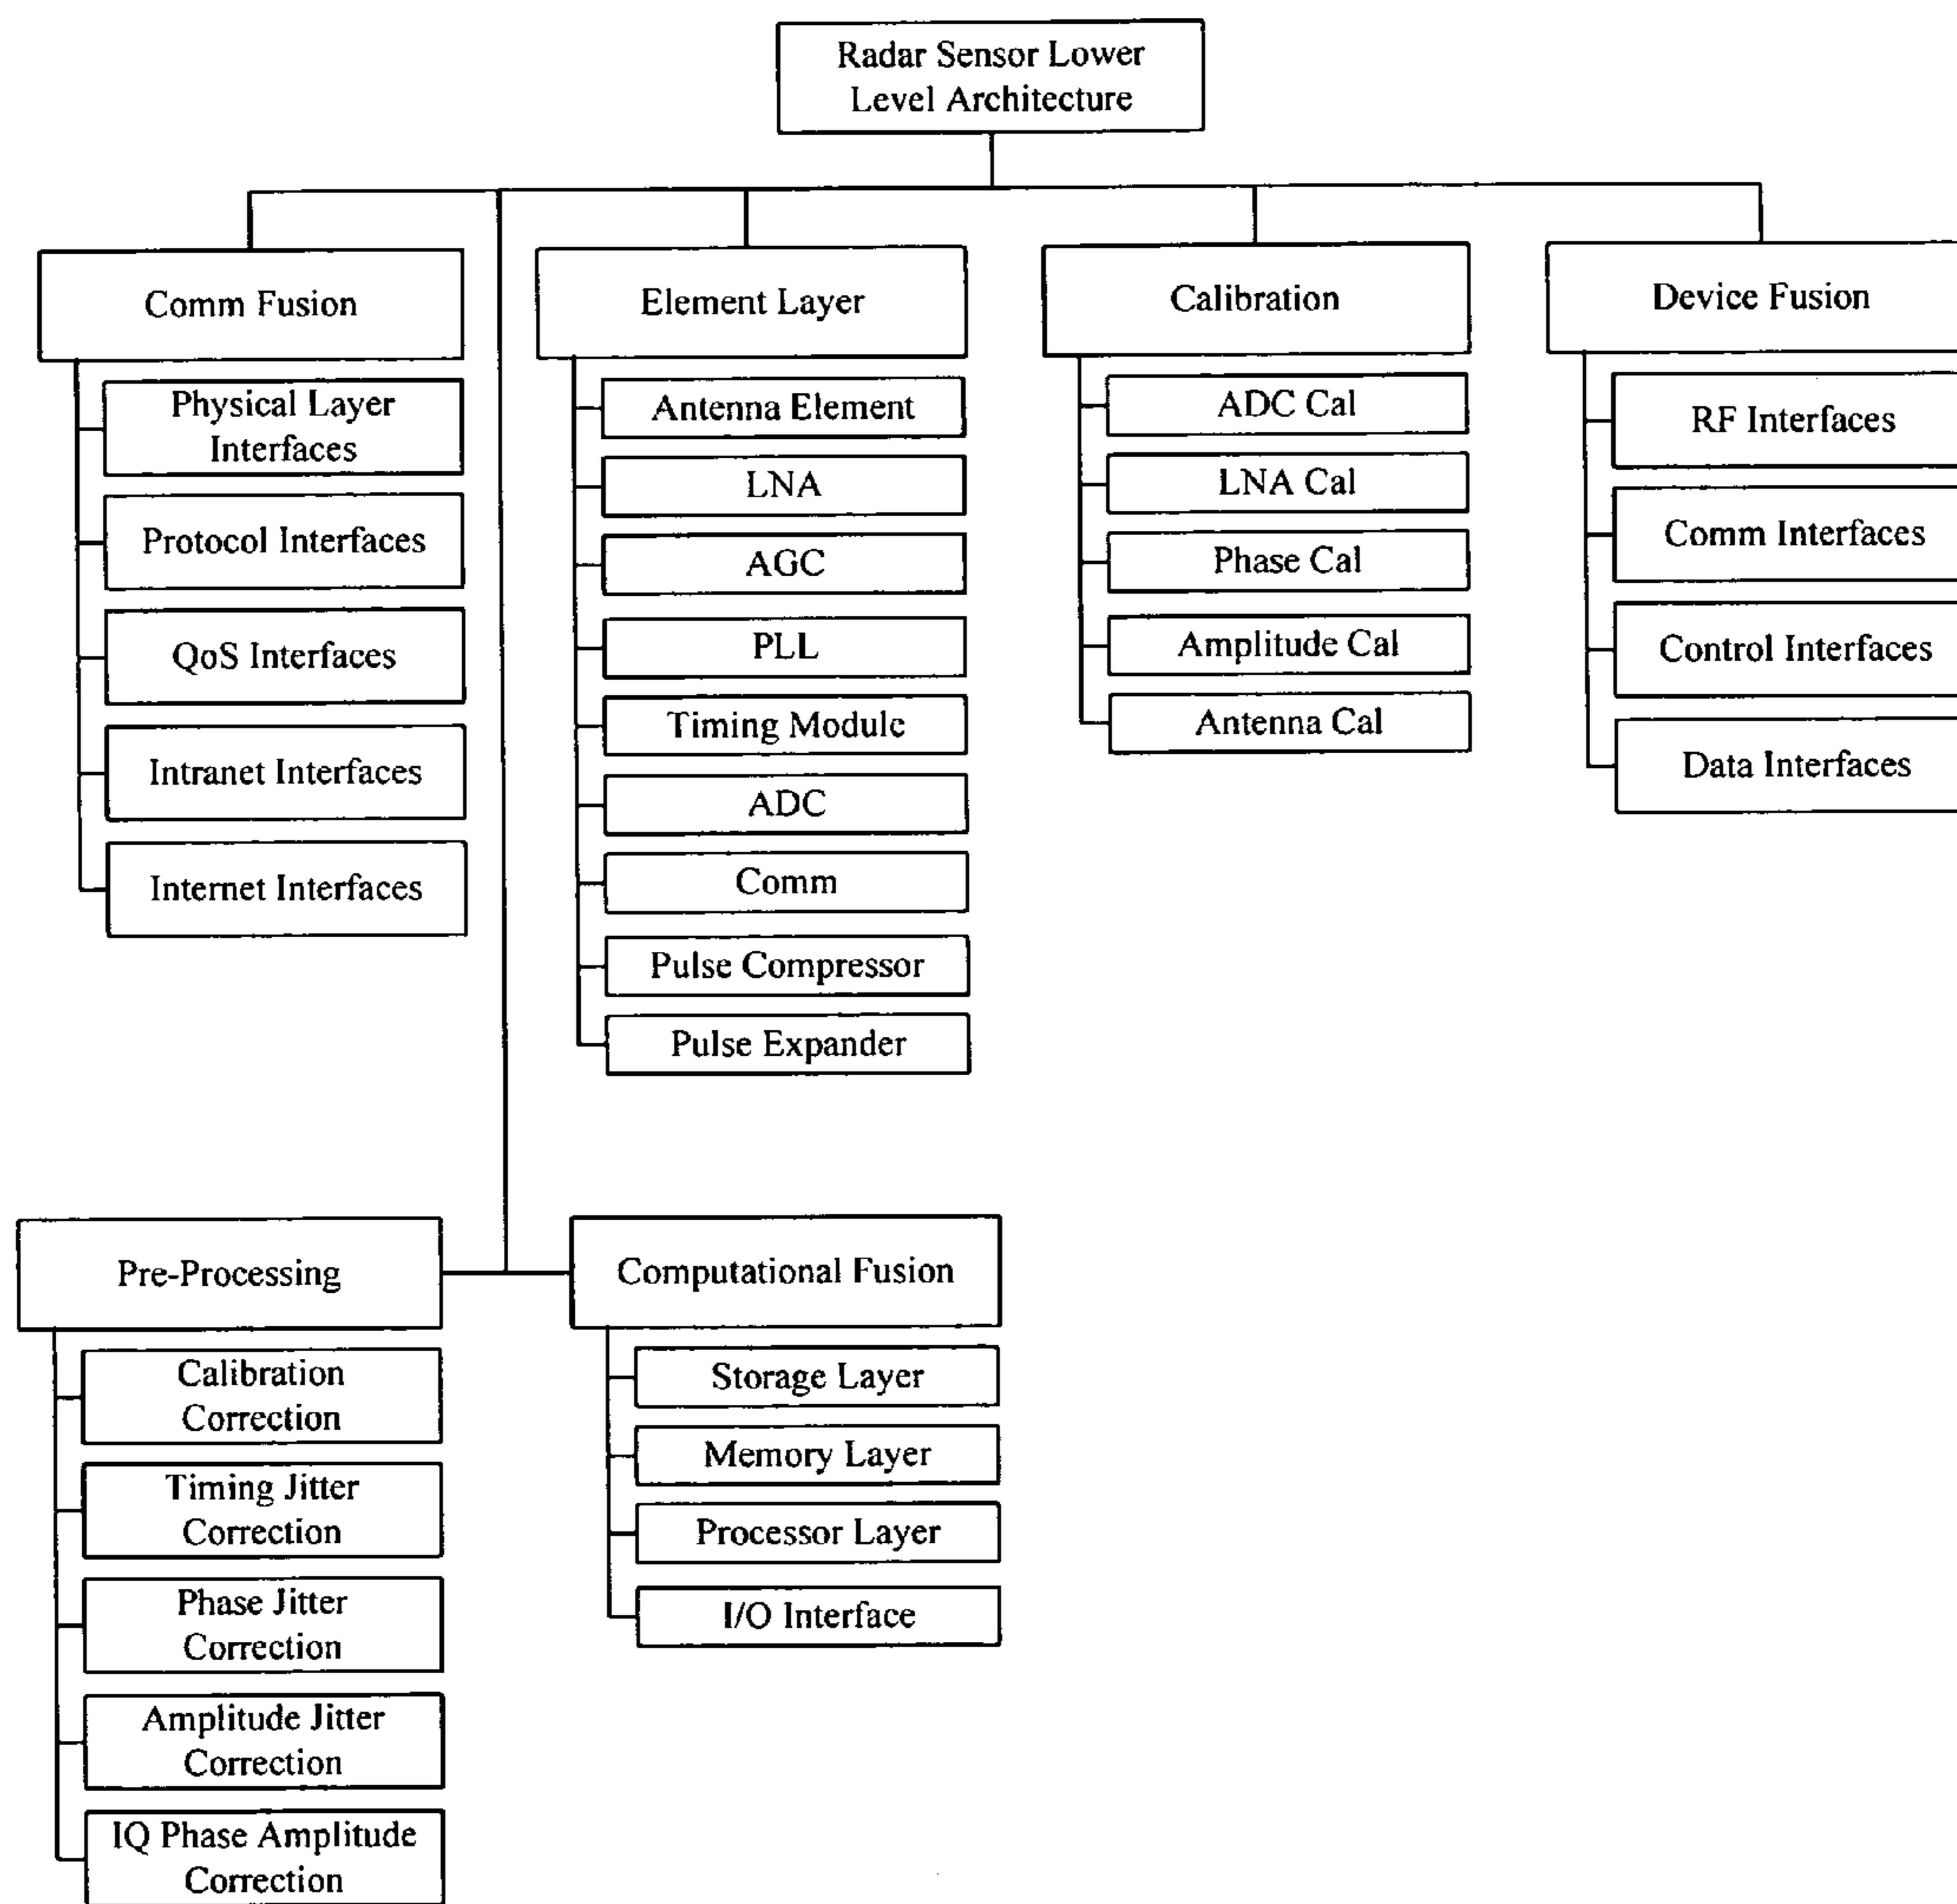 Radar Sensor Lower
Level Architecture
Comm Fusion
Physical Layer
Interfaces
Protocol Interfaces
QoS Interfaces
Intranet Interfaces
Internet Interfaces
Element Layer
Antenna Element
LNA
AGC
PLL
Timing Module
ADC
Comm
Pulse Compressor
Pulse Expander
Calibration
ADC Cal
LNA Cal
Phase Cal
Amplitude Cal
Antenna Cal
Device Fusion
RF Interfaces
Comm Interfaces
Control Interfaces
Data Interfaces
Pre-Processing
Calibration
Correction
Timing Jitter
Correction
Phase Jitter
Correction
Amplitude Jitter
Correction
IQ Phase Amplitude
Correction
Computational Fusion
Storage Layer
Memory Layer
Processor Layer
I/O Interface